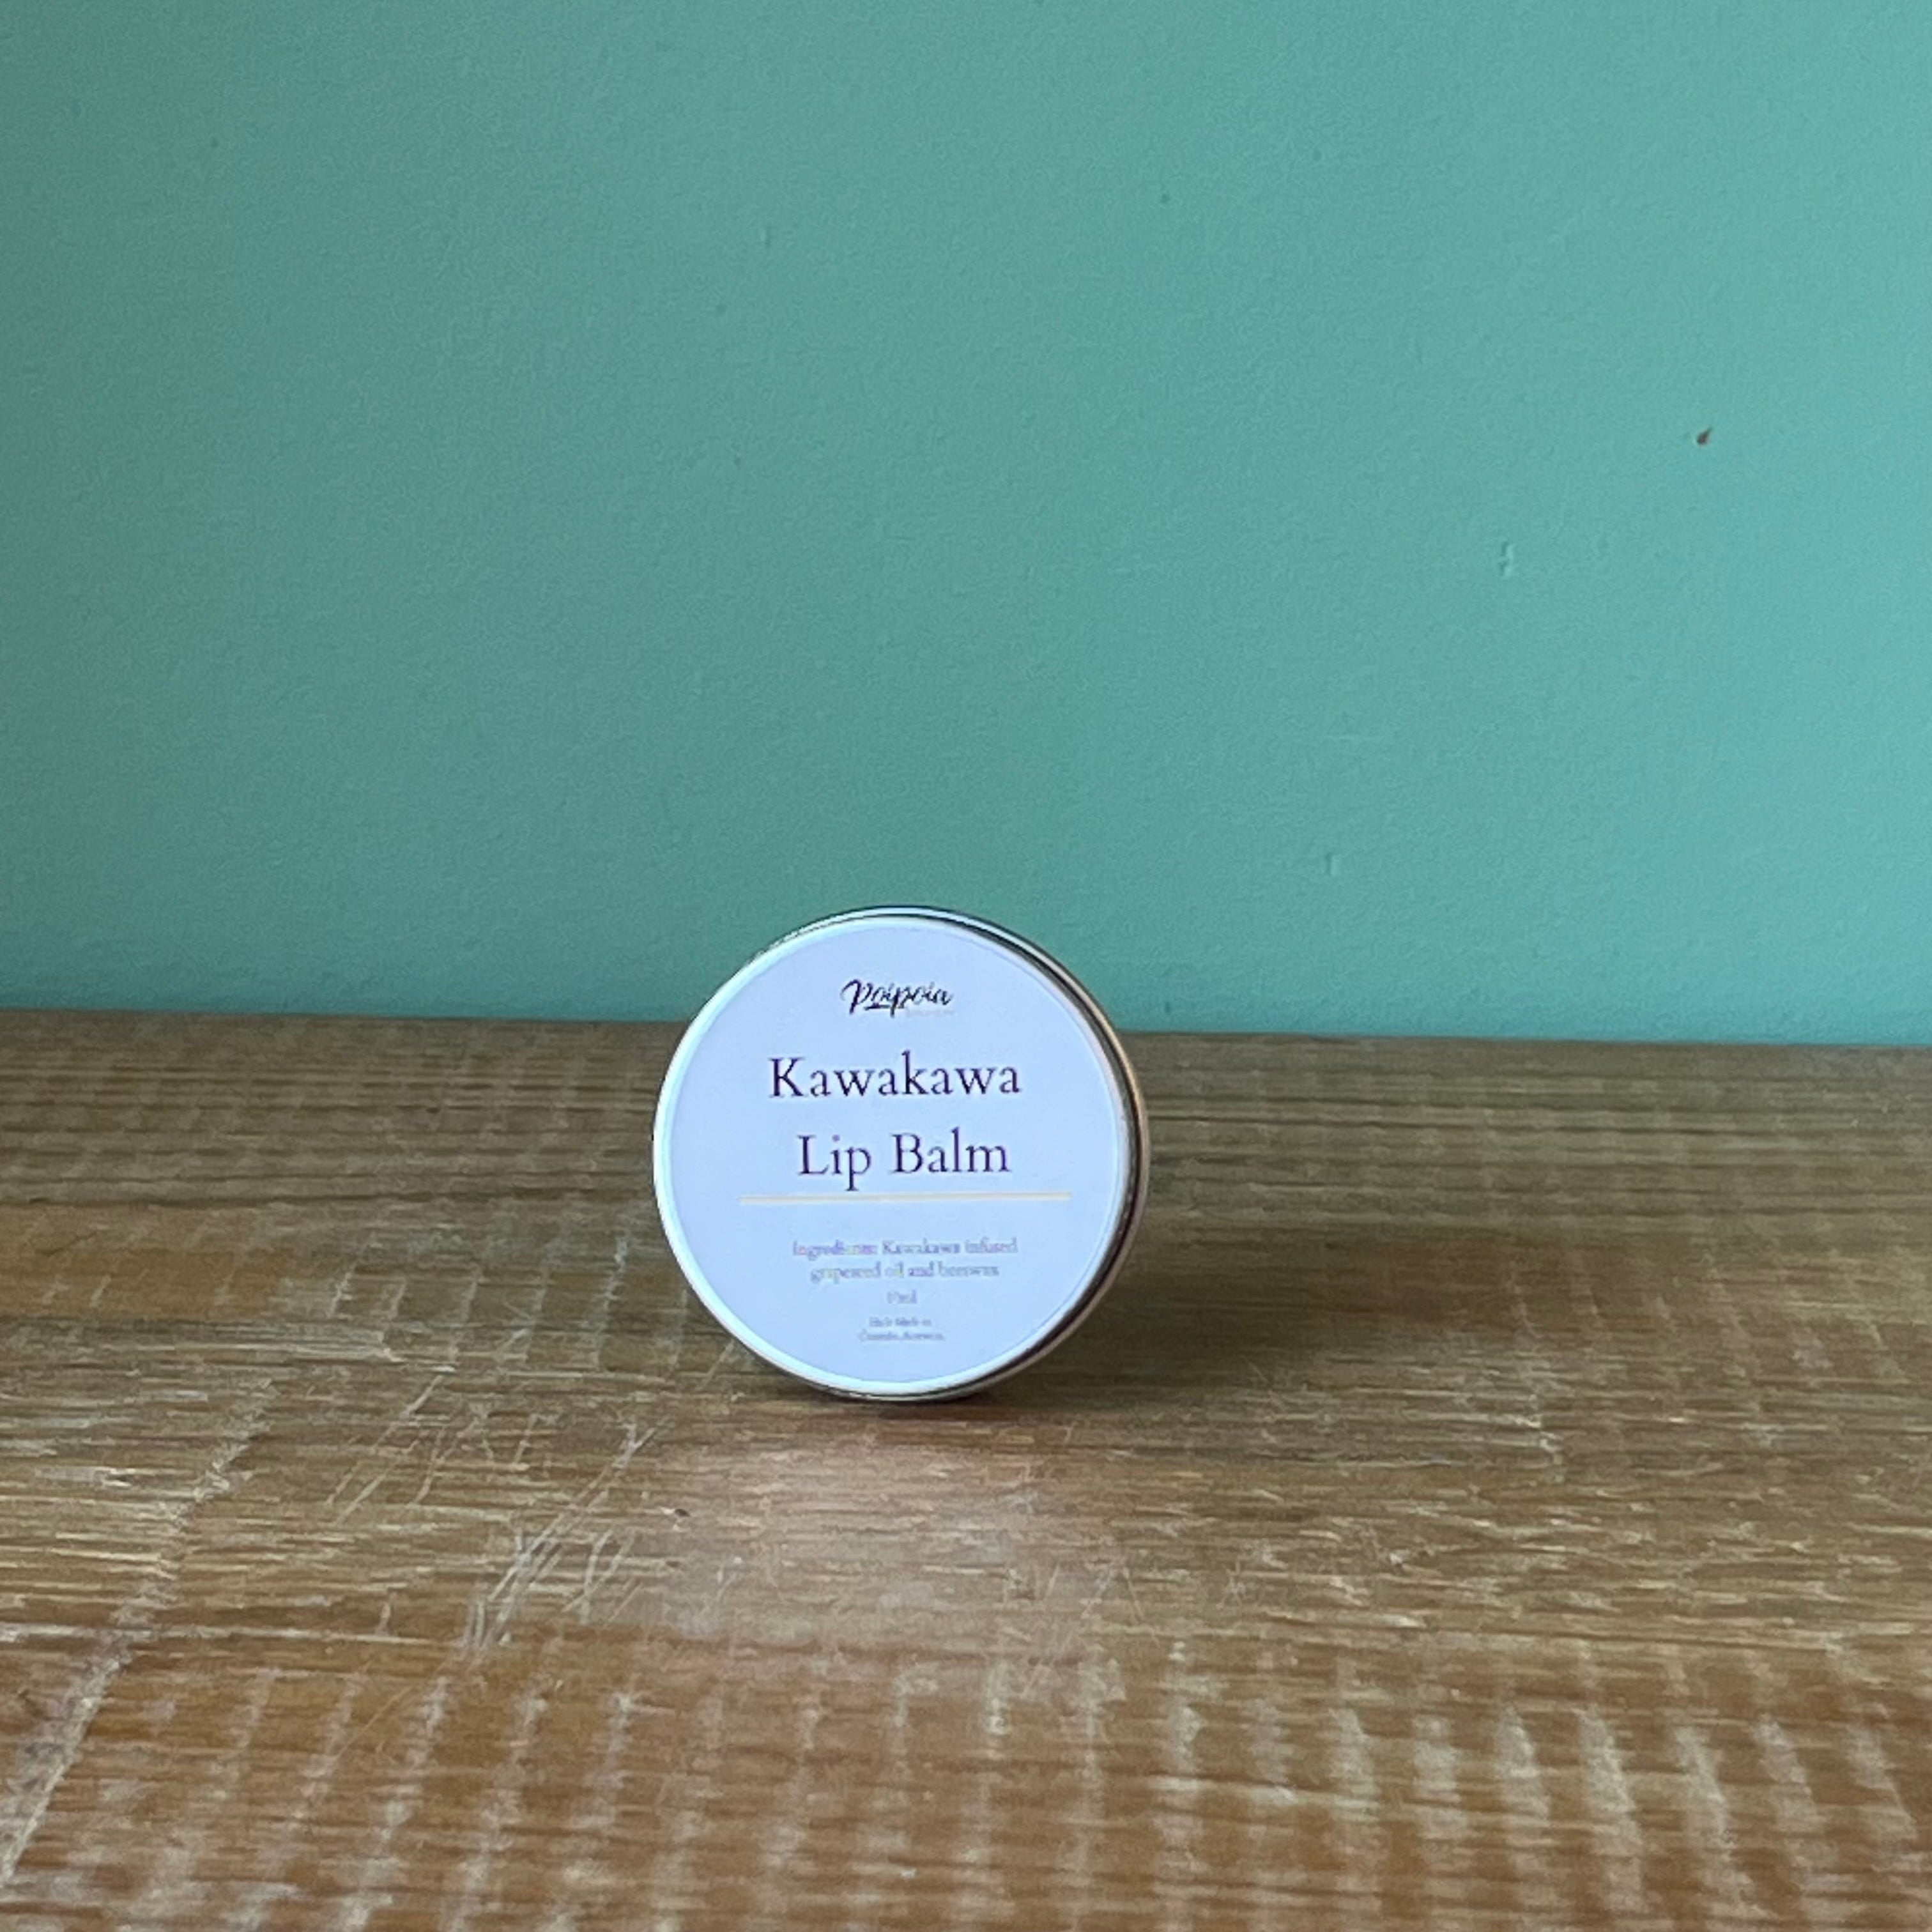 Poipoia
Kawakawa
Lip Balm
Ingredients: Kawakawa infused
grapeseed oil and beeswax